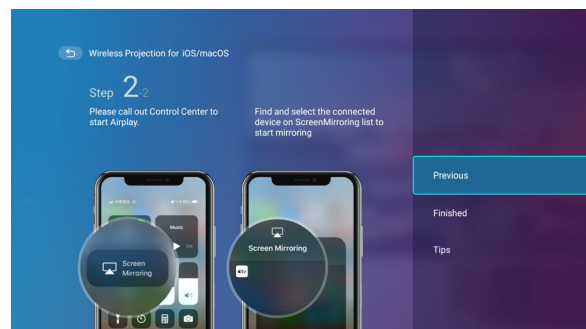 Wireless Projection for iOS/macOS
Step 2-2
Please call out Control Center to
start Airplay.
Find and select the connected
device on ScreenMirroring list to
start mirroring
Music
Screen
Mirroring
Screen Mirroring
tv
Previous
Finished
Tips